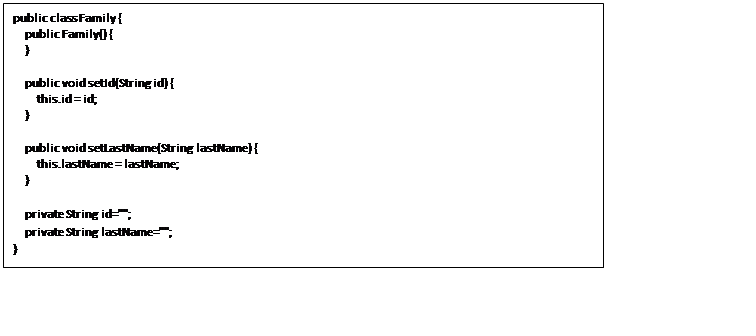 public class Family {
public Family() {
}
public void setId(String id) {
this.id = id;
}
public void setLastName(String lastName) {
this.lastName = lastName;
}
private String id="";
private String lastName="";
}